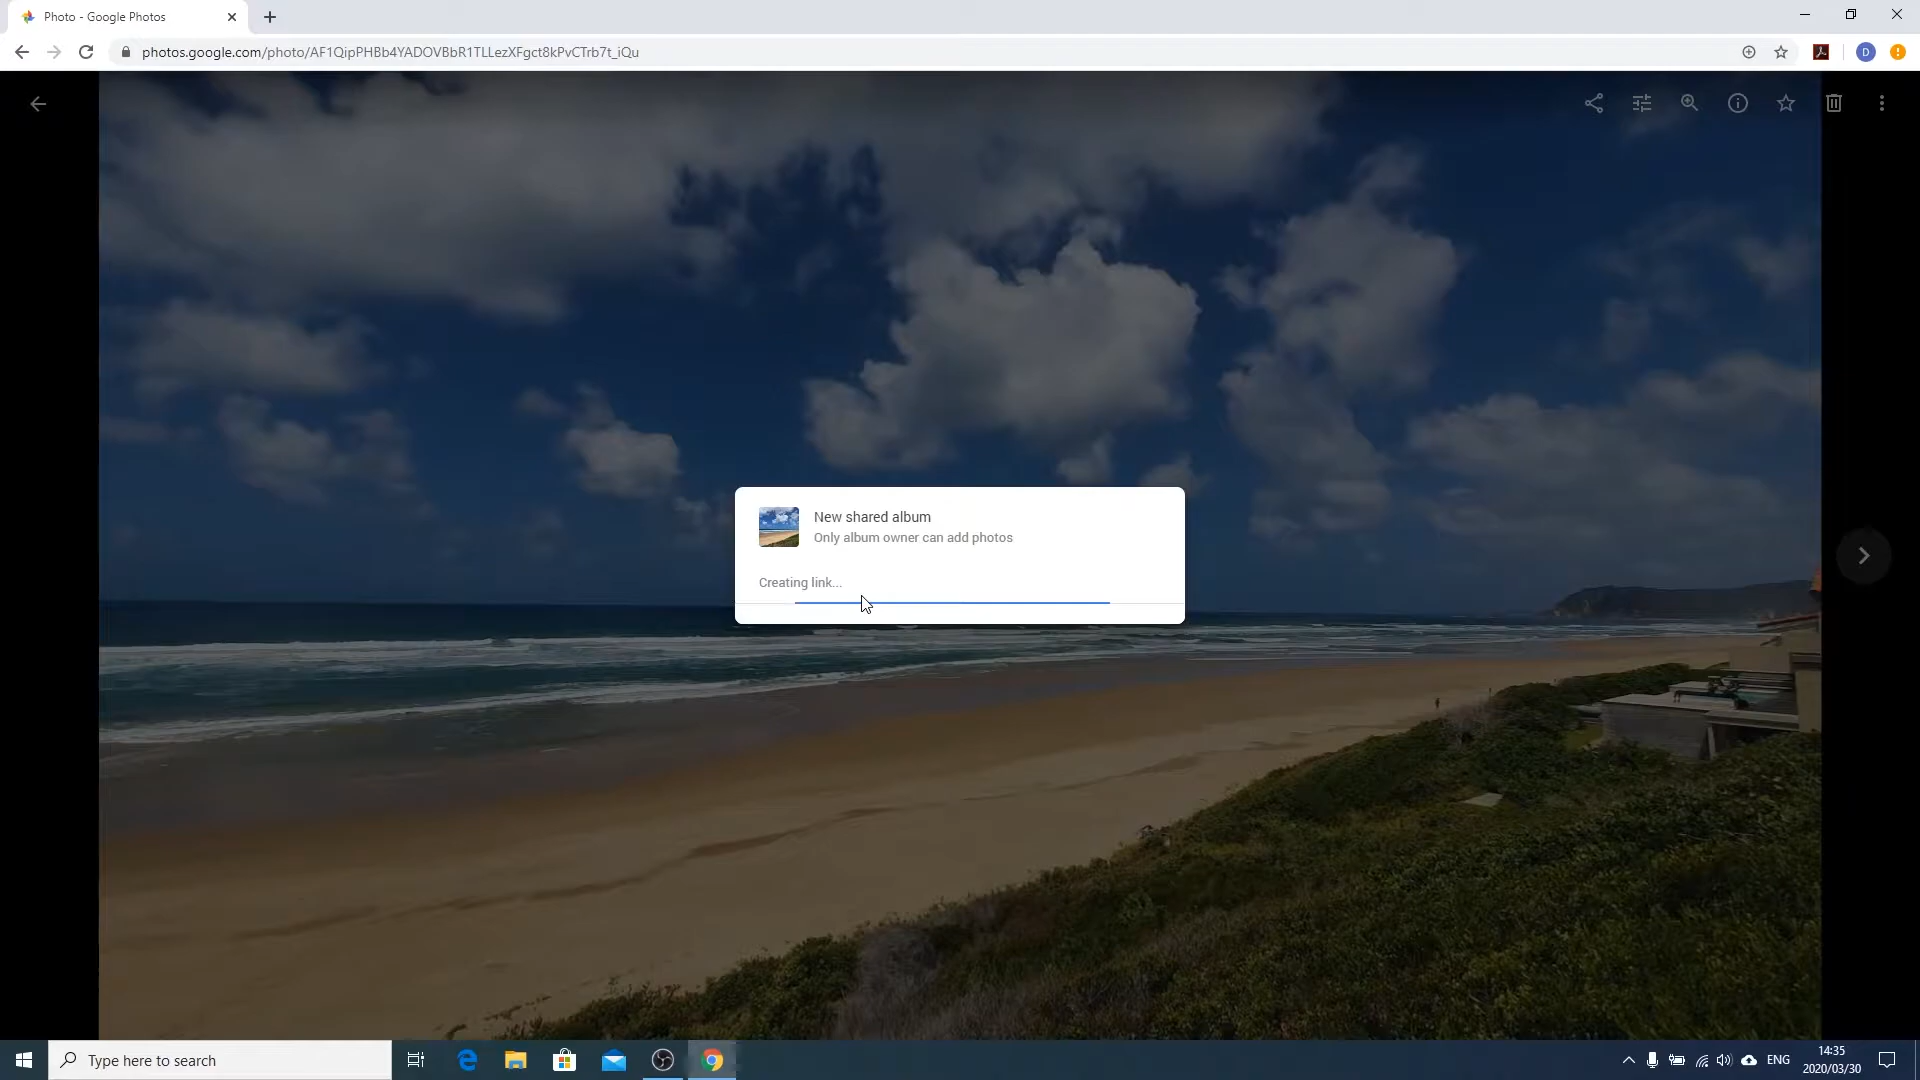 Photo - Google Photos
photos.google.com/photo/AF1QipPHBb4YADOVBbR1TLLezXFgct8kPvCTrb7t_iQu
D
New shared album
Only album owner can add photos
Creating link...
Type here to search
ENG
14:35
2020/03/30